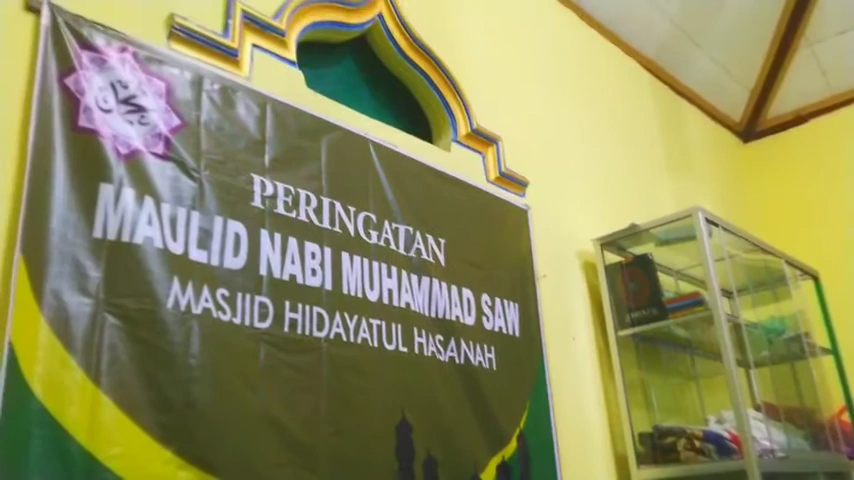 PERINGATAN
MAULID NABI MUHAMMAD SAW
MASJID HIDAYATUL HASANAH